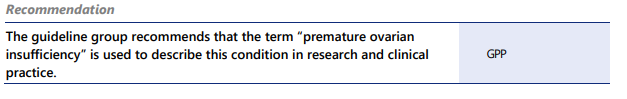 Recommendation
The guideline group recommends that the term “premature ovarian
insufficiency” is used to describe this condition in research and clinical
practice.
GPP